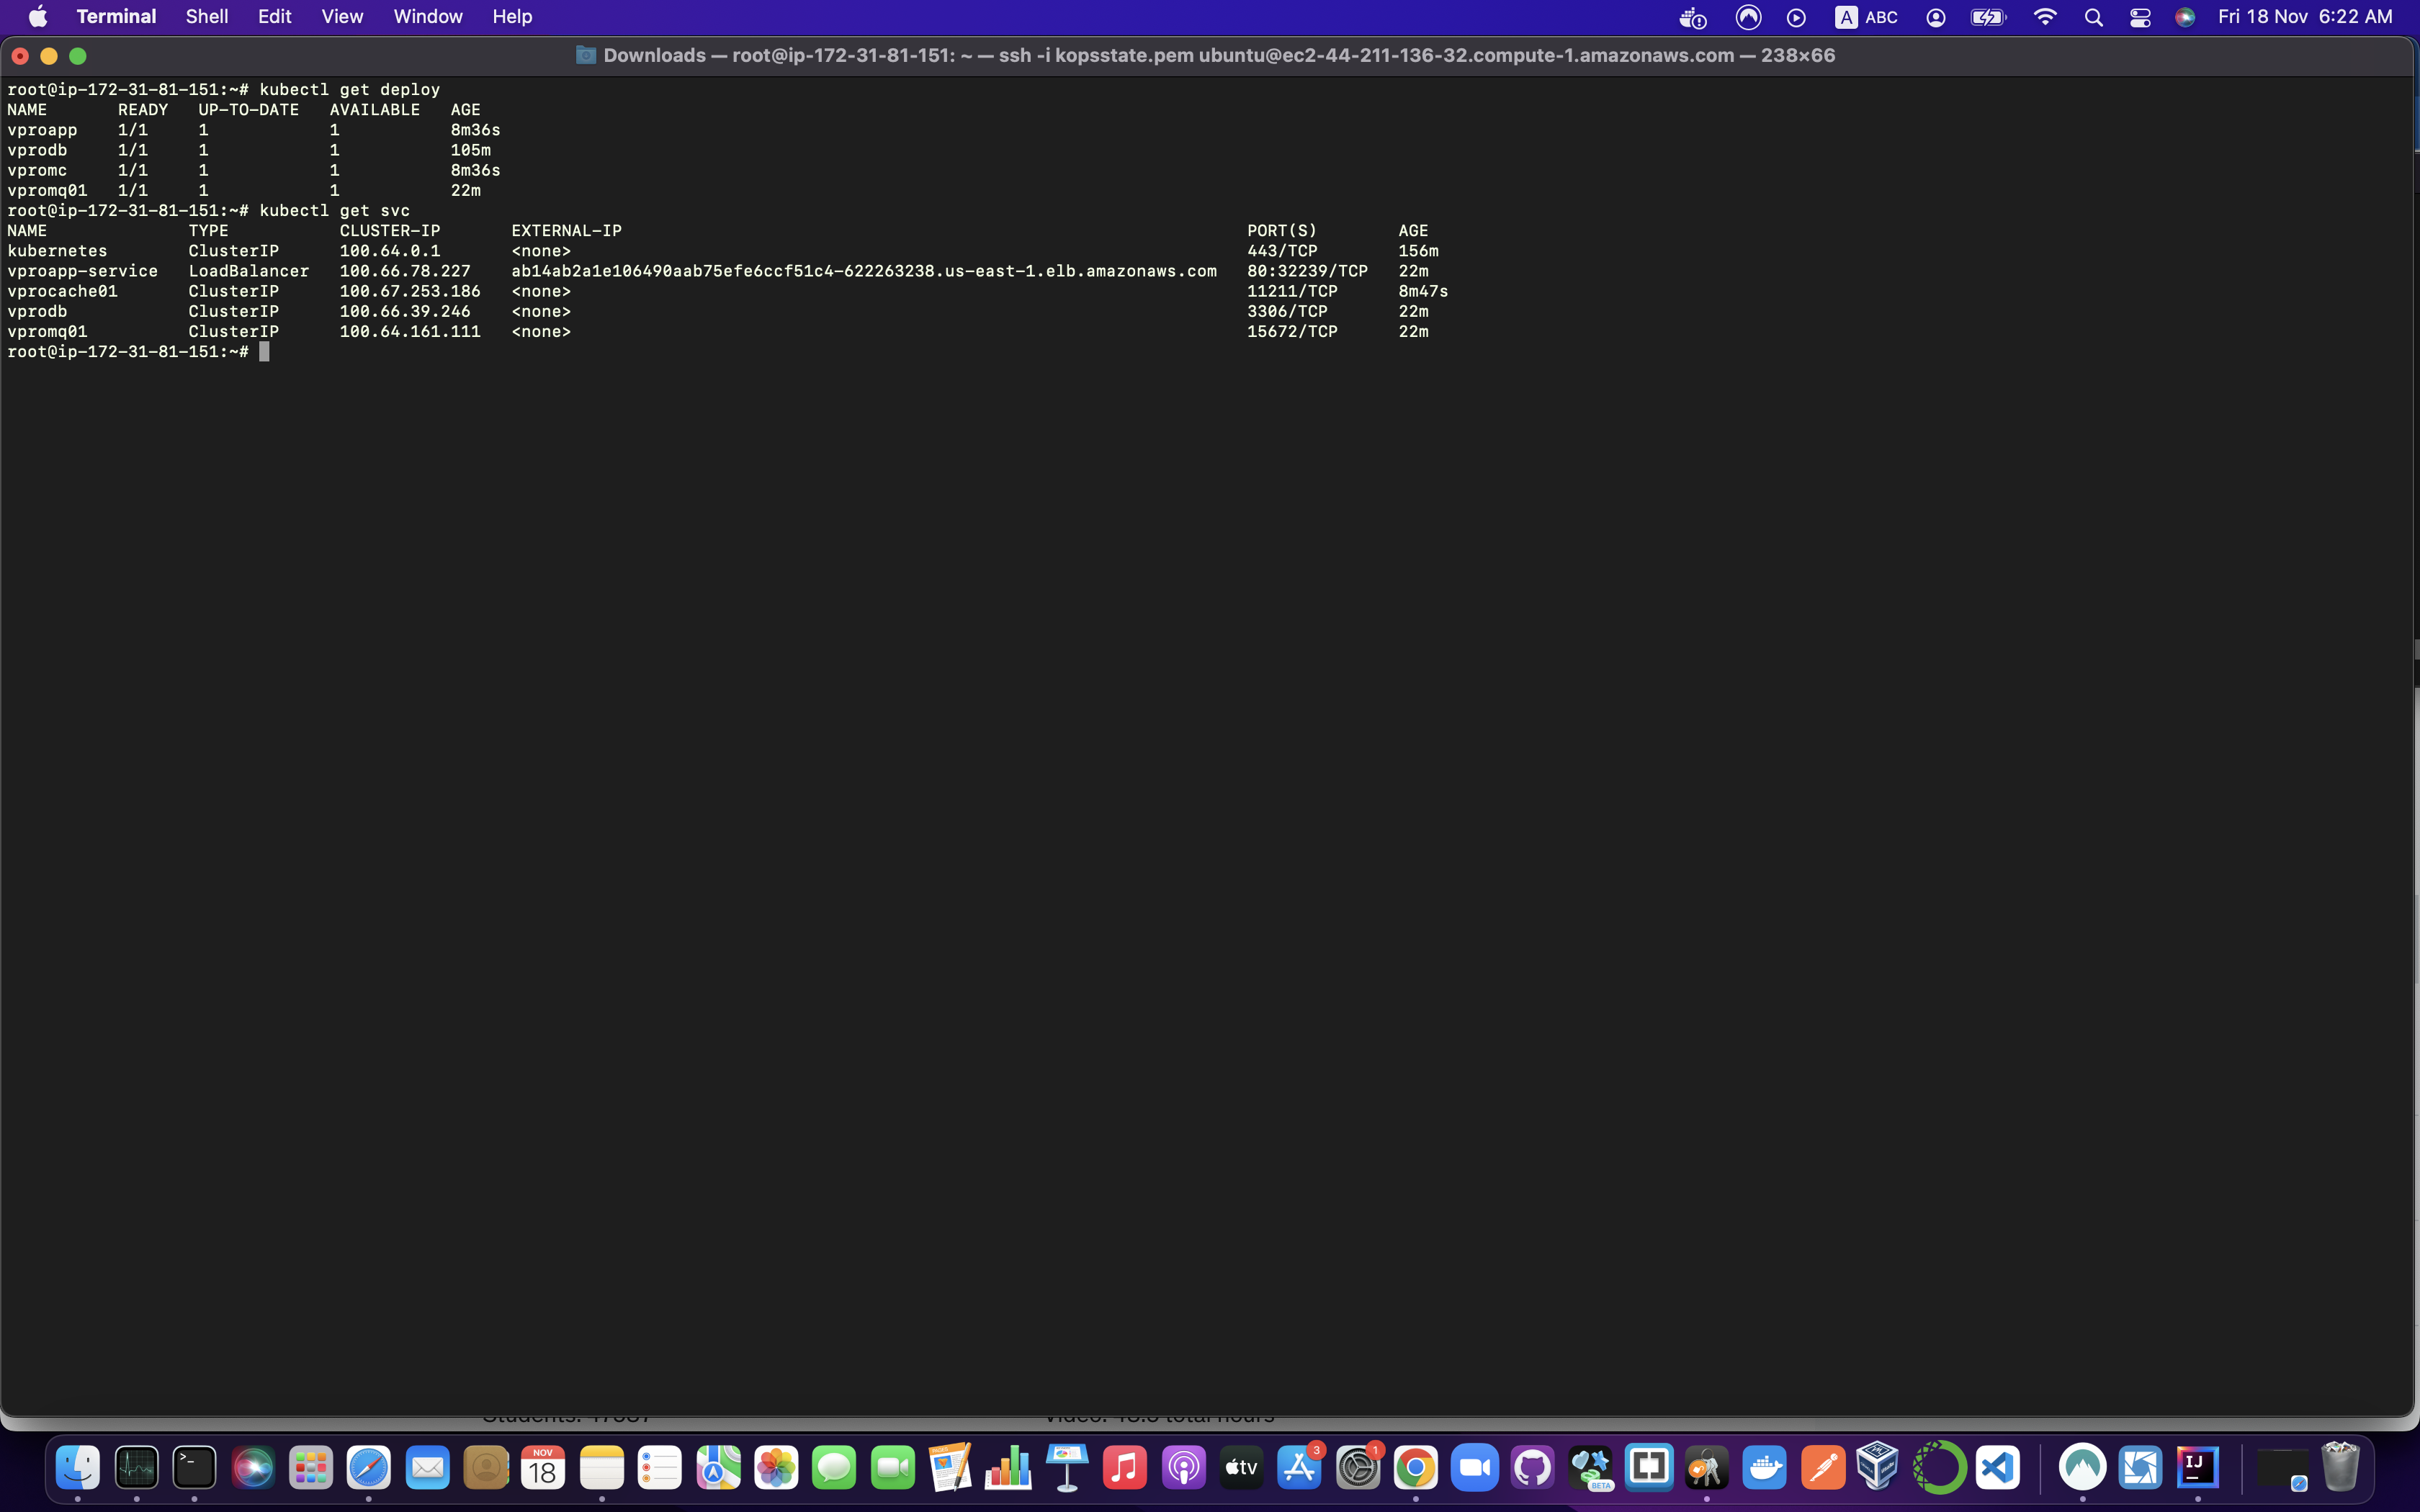 Terminal Shell Edit View Window Help A ABC Fri 18 Nov 6:22 AM
Downloads — root@ip-172-31-81-151: ~ — ssh -i kopsstate.pem ubuntu@ec2-44-211-136-32.compute-1.amazonaws.com — 238×66
root@ip-172-31-81-151:~# kubectl get deploy
NAME READY UP-TO-DATE AVAILABLE AGE
vproapp 1/1 1 1 8m36s
vprodb 1/1 1 1 105m
vpromc 1/1 1 1 8m36s
vpromq01 1/1 1 1 22m
root@ip-172-31-81-151:~# kubectl get svc
NAME TYPE CLUSTER-IP EXTERNAL-IP PORT(S) AGE
kubernetes ClusterIP 100.64.0.1 <none> 443/TCP 156m
vproapp-service LoadBalancer 100.66.78.227 ab14ab2a1e106490aab75efe6ccf51c4-622263238.us-east-1.elb.amazonaws.com 80:32239/TCP 22m
vprocache01 ClusterIP 100.67.253.186 <none> 11211/TCP 8m47s
vprodb ClusterIP 100.66.39.246 <none> 3306/TCP 22m
vpromq01 ClusterIP 100.64.161.111 <none> 15672/TCP 22m
root@ip-172-31-81-151:~#
total hours
NOV
18
tv
3
1
BETA
IJ